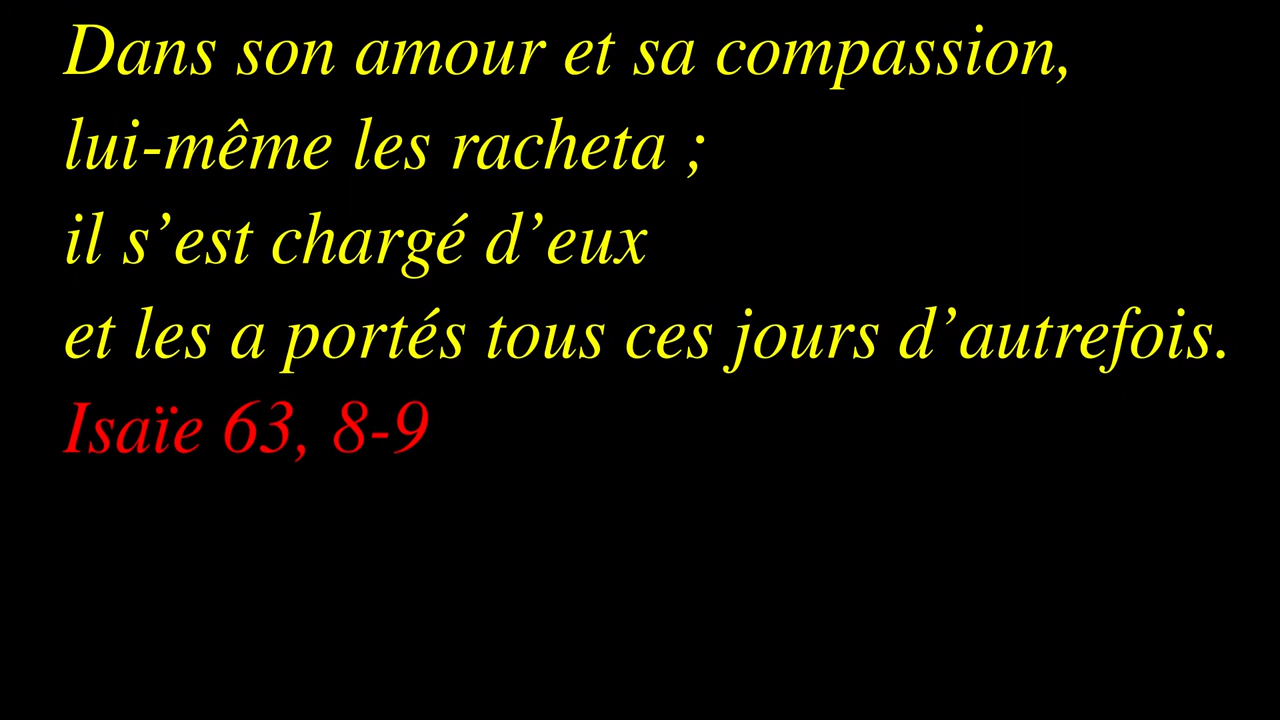 Dans son amour et sa compassion,
lui-même les racheta ;
il s’est chargé d’eux
et les a portés tous ces jours d’autrefois.
Isaïe 63, 8-9